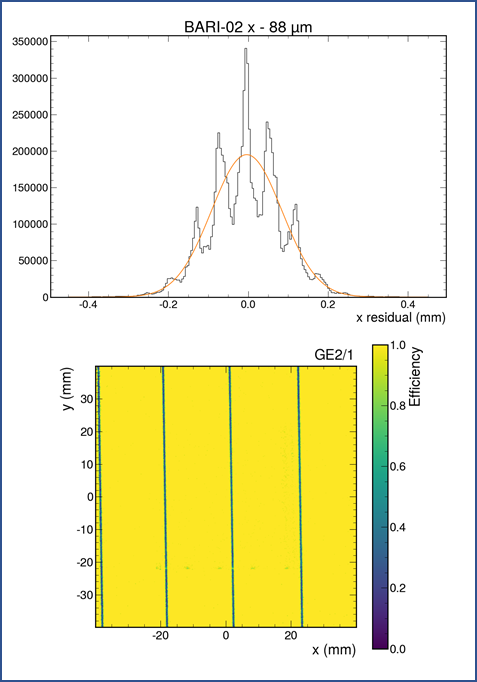 BARI-02 x - 88 µm
350000
300000
250000
200000
150000
100000
50000
0
-0.4 -0.2 0.0 0.2 0.4
x residual (mm)
GE2/1
y (mm)
30
20
10
0
-10
-20
-30
-20 0 20
x (mm)
1.0
0.8
0.6
0.4
0.2
0.0
Efficiency